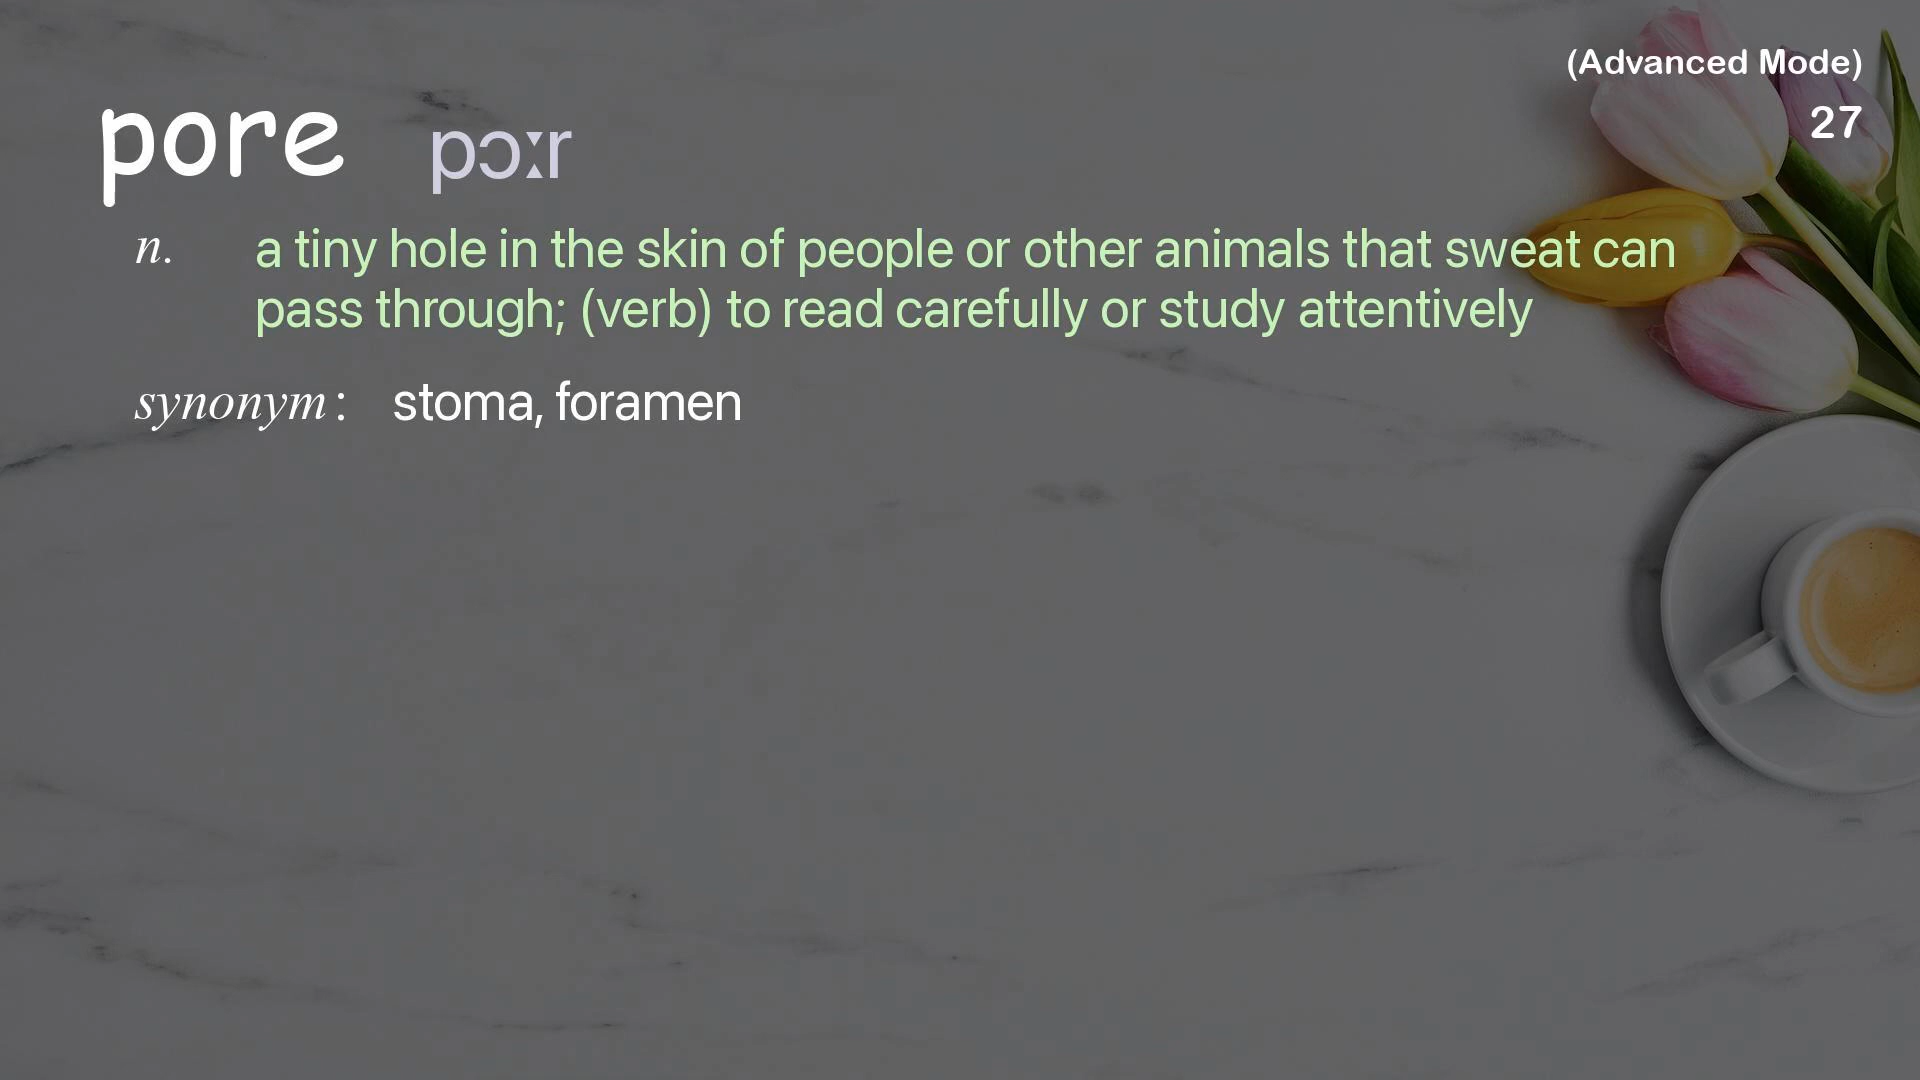 (Advanced Mode)
27
pore pɔːr
n. a tiny hole in the skin of people or other animals that sweat can
pass through; (verb) to read carefully or study attentively
synonym: stoma, foramen